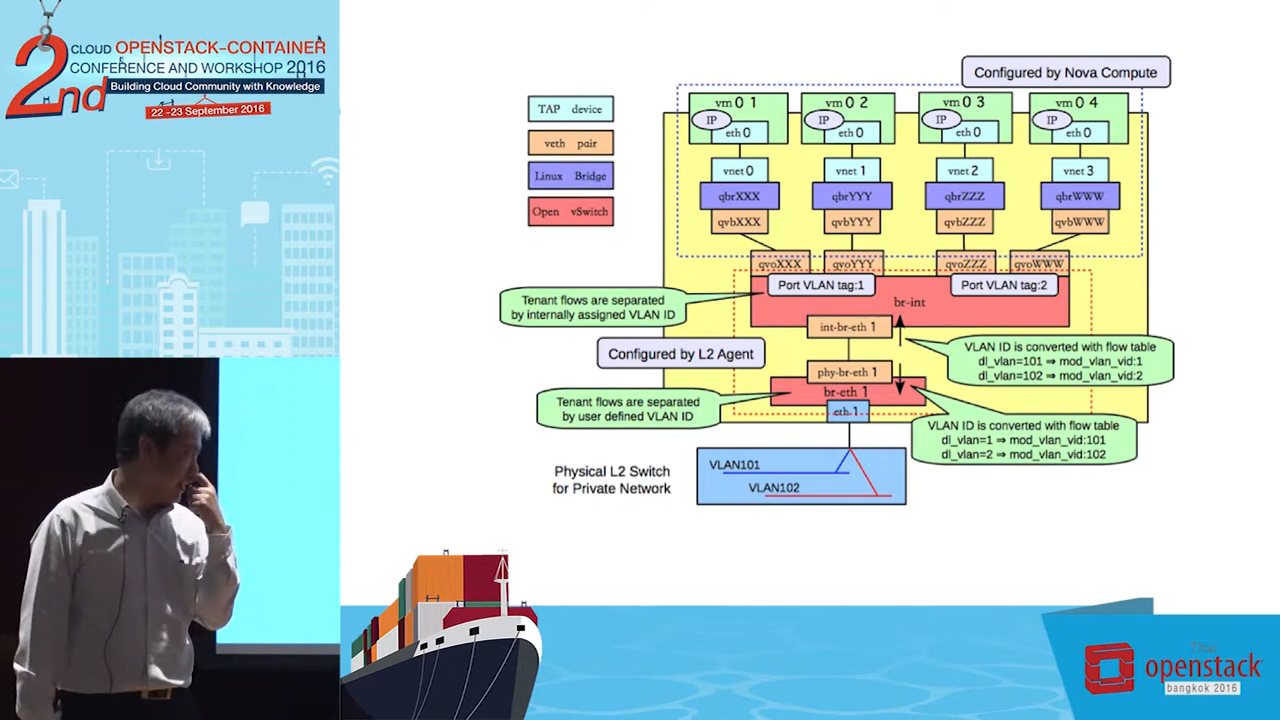 2nd
CLOUD OPENSTACK-CONTAINER
CONFERENCE AND WORKSHOP 2016
Building Cloud Community with Knowledge
22 -23 September 2016
Configured by Nova Compute
TAP device
veth pair
Linux Bridge
Open vSwitch
vm 0 1
vm 0 2
vm 0 3
vm 0 4
IP
IP
IP
IP
eth 0
eth 0
eth 0
eth 0
vnet 0
vnet 1
vnet 2
vnet 3
qbrXXX
qbrYYY
qbrZZZ
qbrWWW
qvbXXX
qvbYYY
qvbZZZ
qvbWWW
qvoXXX
qvoYYY
qvoZZZ
qvoWWW
Port VLAN tag:1
Port VLAN tag:2
br-int
Tenant flows are separated
by internally assigned VLAN ID
int-br-eth 1
Configured by L2 Agent
VLAN ID is converted with flow table
dl_vlan=101 ⇒ mod_vlan_vid:1
dl_vlan=102 ⇒ mod_vlan_vid:2
phy-br-eth 1
br-eth 1
Tenant flows are separated
by user defined VLAN ID
eth 1
VLAN ID is converted with flow table
dl_vlan=1 ⇒ mod_vlan_vid:101
dl_vlan=2 ⇒ mod_vlan_vid:102
Physical L2 Switch
for Private Network
VLAN101
VLAN102
Thai
openstack
bangkok 2016